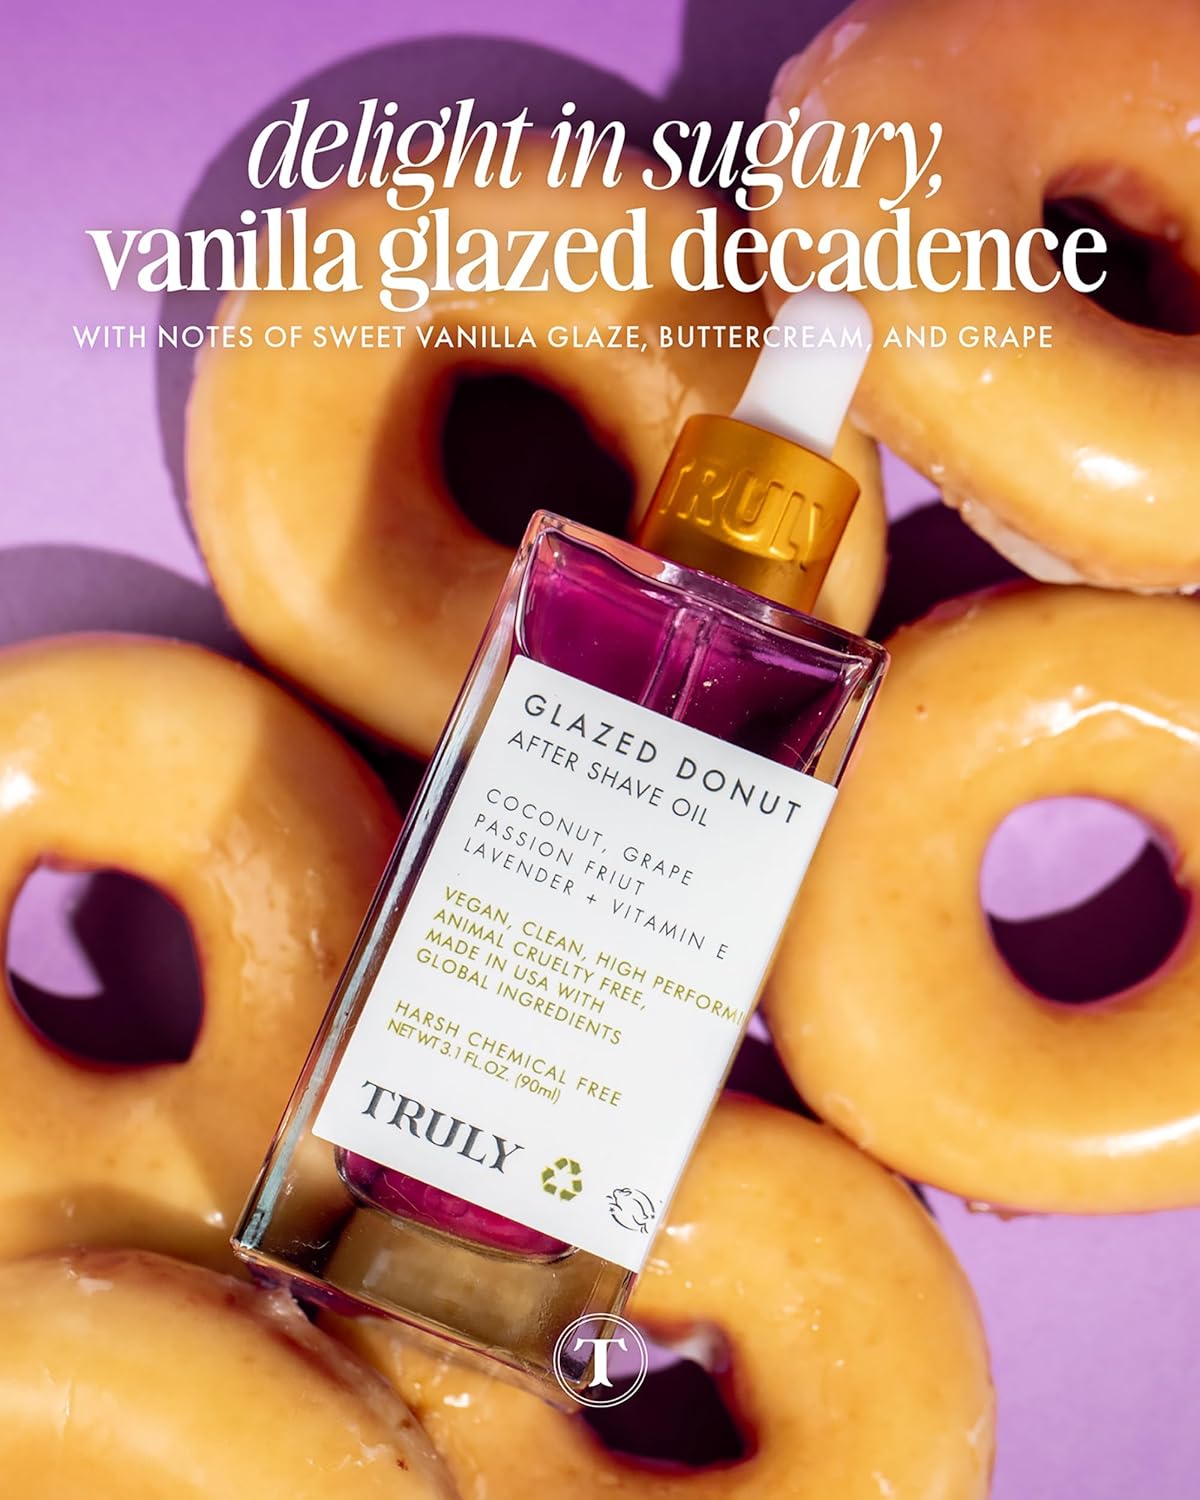 delight in sugary,
vanilla glazed decadence
WITH NOTES OF SWEET VANILLA GLAZE, BUTTERCREAM, AND GRAPE
TRULY
GLAZED DONUT
AFTER SHAVE OIL
COCONUT, GRAPE
PASSION FRIUT
LAVENDER + VITAMIN E
VEGAN, CLEAN, HIGH PERFORMI
ANIMAL CRUELTY FREE,
MADE IN USA WITH
GLOBAL INGREDIENTS
HARSH CHEMICAL FREE
NET WT 3.1 FL.OZ. (90ml)
TRULY
T